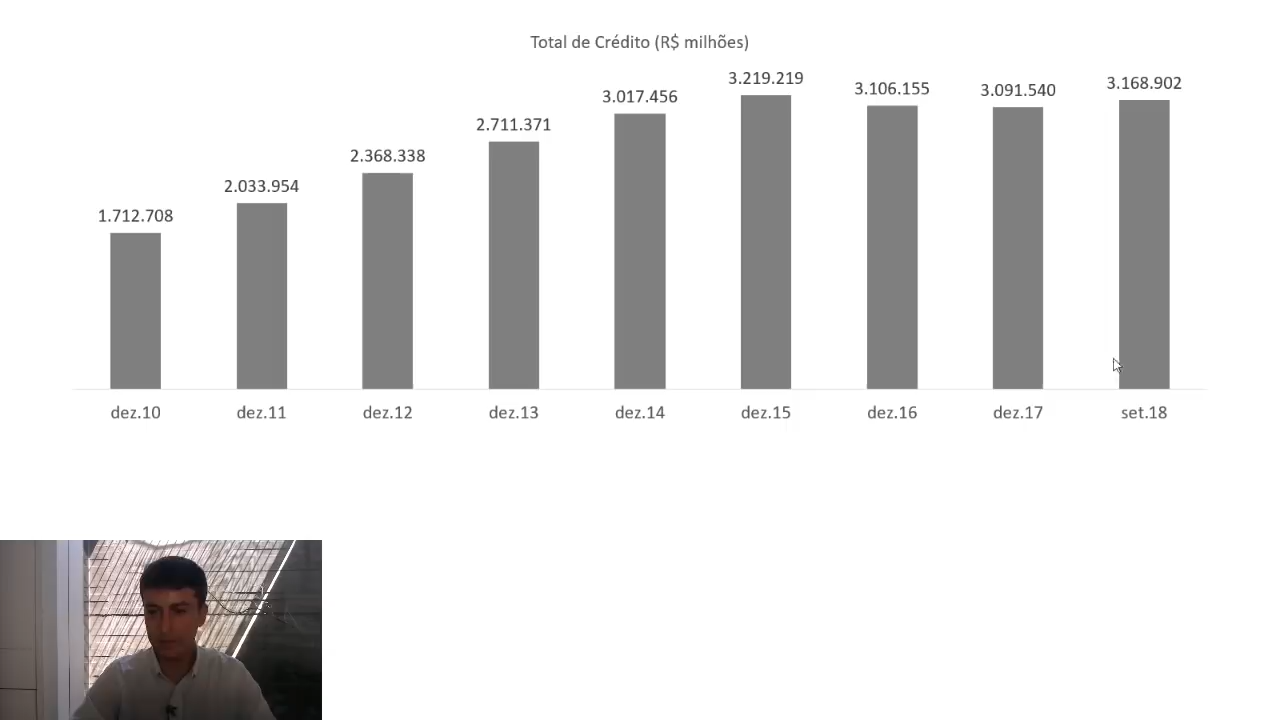 Total de Crédito (R$ milhões)
1.712.708
2.033.954
2.368.338
2.711.371
3.017.456
3.219.219
3.106.155
3.091.540
3.168.902
dez.10
dez.11
dez.12
dez.13
dez.14
dez.15
dez.16
dez.17
set.18